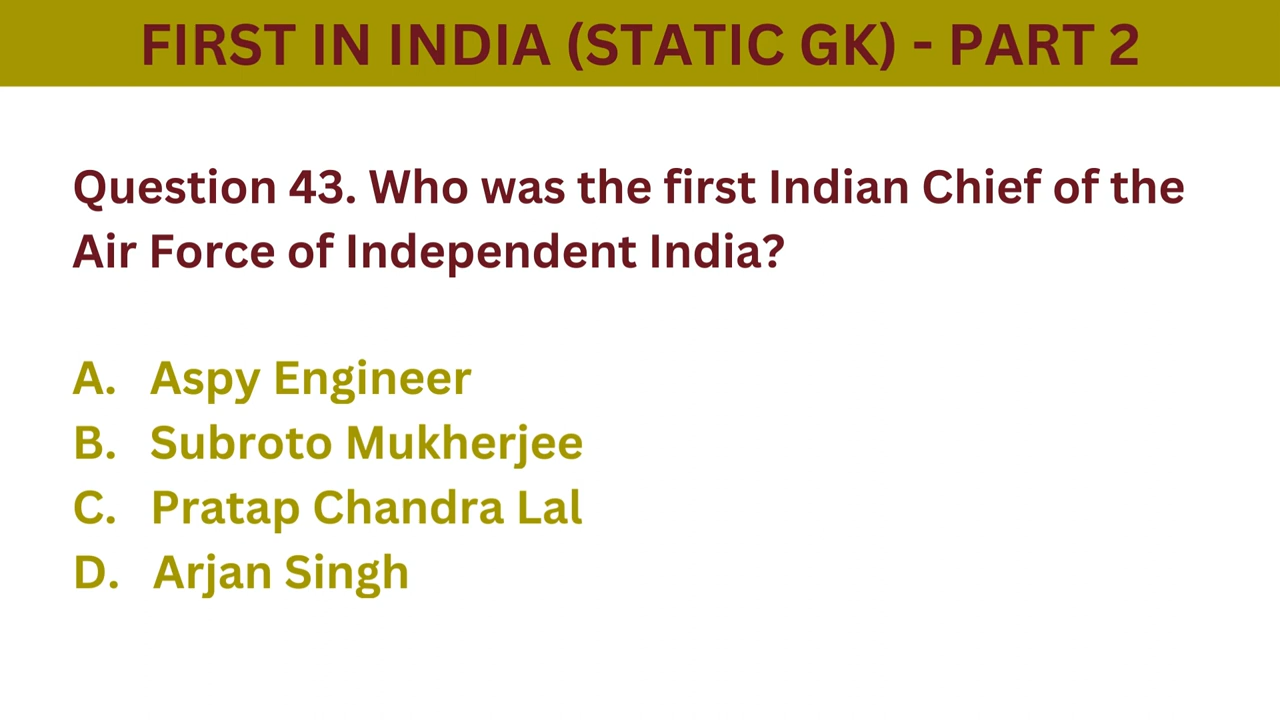 FIRST IN INDIA (STATIC GK) - PART 2
Question 43. Who was the first Indian Chief of the
Air Force of Independent India?
A. Aspy Engineer
B. Subroto Mukherjee
C. Pratap Chandra Lal
D. Arjan Singh